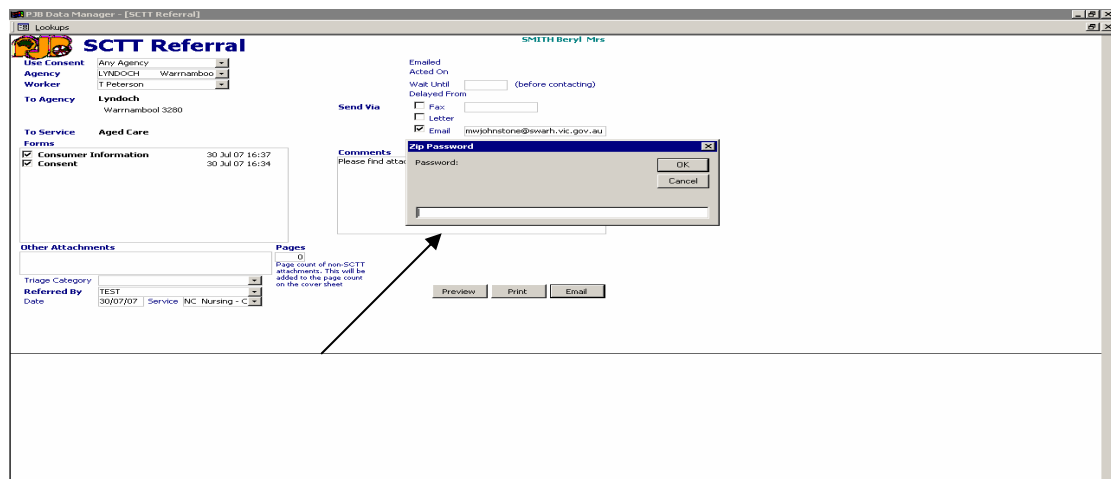 PJB Data Manager - [SCTT Referral]
Lookups
PJB SCTT Referral
SMITH Beryl Mrs
Use Consent Any Agency
Agency LYNDOCH Warrnamboo
Worker T Peterson
To Agency Lyndoch
Warrnambool 3280
To Service Aged Care
Emailed
Acted On
Wait Until (before contacting)
Delayed From
Send Via Fax
Letter
Email mwjohnstone@swarh.vic.gov.au
Forms
Consumer Information 30 Jul 07 16:37
Consent 30 Jul 07 16:34
Comments
Please find attac
Zip Password
Password:
OK
Cancel
Other Attachments
Pages
0
Page count of non-SCTT
attachments. This will be
added to the page count
on the cover sheet
Triage Category
Referred By TEST
Date 30/07/07 Service NC Nursing - C
Preview Print Email